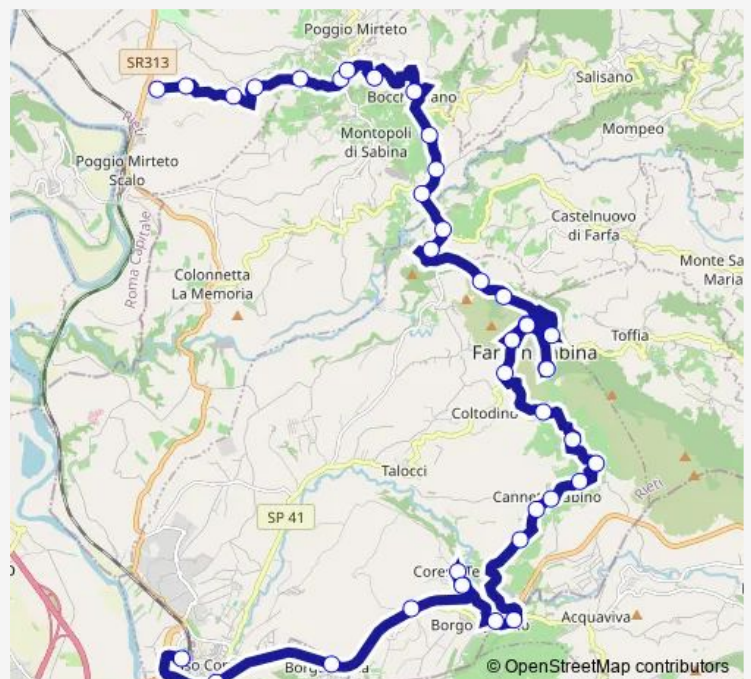 Poggio Mirteto
SR313
Salisano
Rieti
Mompeo
Montopoli
di Sabina
Poggio Mirteto
Scalo
Castelnuovo
di Farfa
Roma Capitale
Monte Sa
Maria
Colonnetta
La Memoria
Toffia
Coltodino
Talocci
Rieti
SP 41
Acquaviva
Borgo
© OpenStreetMap contributors